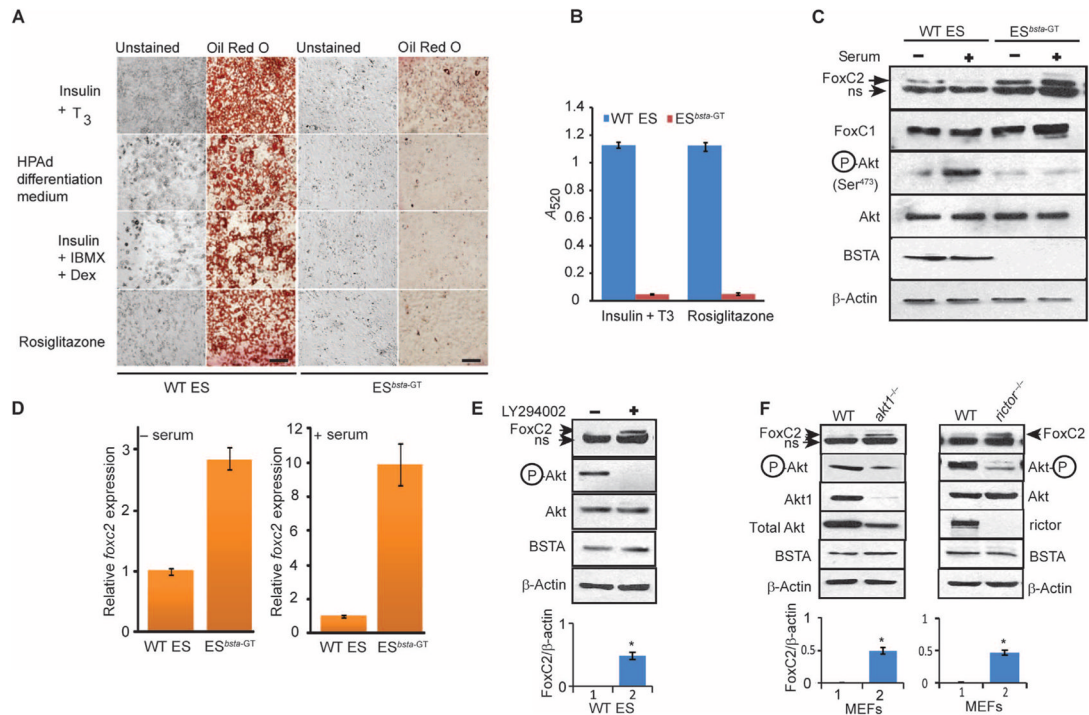 A
Unstained Oil Red O Unstained Oil Red O
Insulin
+ T3
HPAd
differentiation
medium
Insulin
+ IBMX
+ Dex
Rosiglitazone
WT ES ESbsta-GT
B
WT ES ESbsta-GT
A520
1.4
1.2
1
0.8
0.6
0.4
0.2
0
Insulin + T3 Rosiglitazone
C
WT ES ESbsta-GT
Serum – + – +
FoxC2
ns
FoxC1
P-Akt
(Ser473)
Akt
BSTA
β-Actin
D
– serum
Relative foxc2 expression
3
2
1
0
WT ES ESbsta-GT
+ serum
Relative foxc2 expression
12
10
8
6
4
2
0
WT ES ESbsta-GT
E
LY294002 – +
FoxC2
ns
P-Akt
Akt
BSTA
β-Actin
FoxC2/β-actin
1
0.5
0
*
1 2
WT ES
F
WT akt1–/–
FoxC2
ns
P-Akt
Akt1
Total Akt
BSTA
β-Actin
FoxC2/β-actin
1
0.5
0
*
1 2
MEFs
WT rictor–/–
FoxC2
Akt-P
Akt
rictor
BSTA
β-Actin
1
0.5
0
*
1 2
MEFs